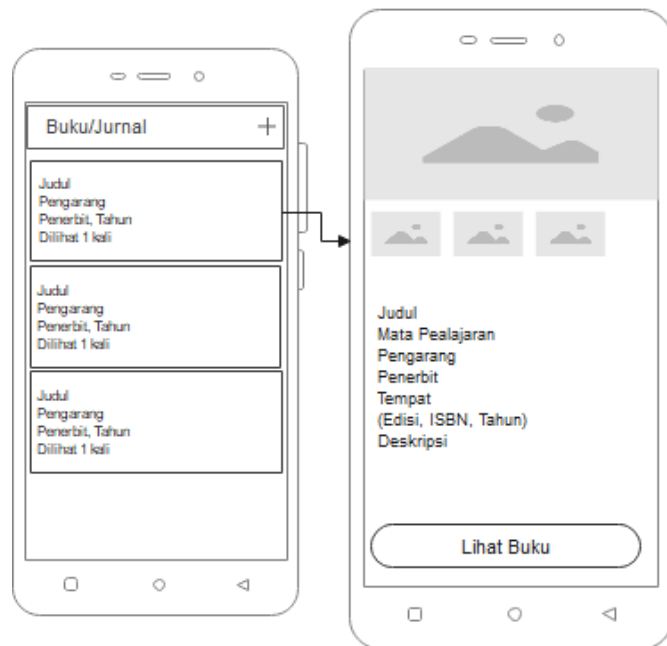 Buku/Jurnal +
Judul
Pengarang
Penerbit, Tahun
Dilihat 1 kali
Judul
Pengarang
Penerbit, Tahun
Dilihat 1 kali
Judul
Pengarang
Penerbit, Tahun
Dilihat 1 kali
Judul
Mata Pealajaran
Pengarang
Penerbit
Tempat
(Edisi, ISBN, Tahun)
Deskripsi
Lihat Buku